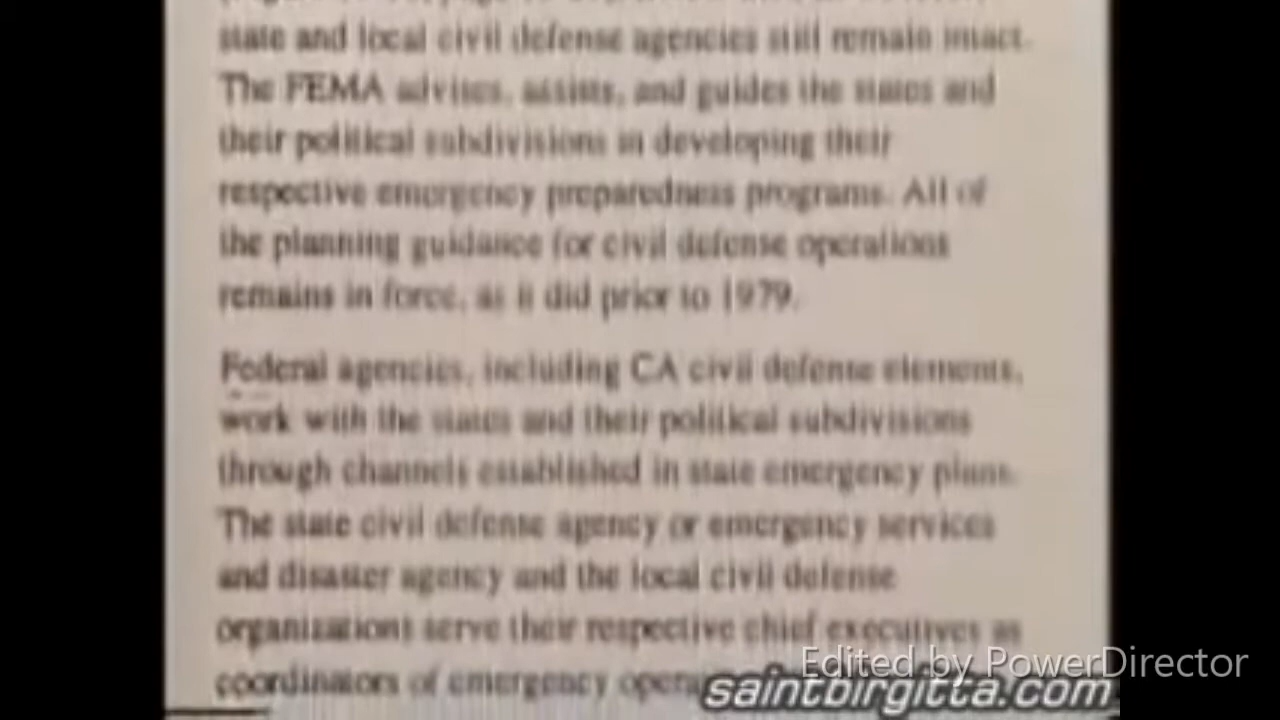 state and local civil defense agencies still remain intact.
The FEMA advises, assists, and guides the states and
their political subdivisions in developing their
respective emergency preparedness programs. All of
the planning guidance for civil defense operations
remains in force, as it did prior to 1979.
Federal agencies, including CA civil defense elements,
work with the states and their political subdivisions
through channels established in state emergency plans.
The state civil defense agency or emergency services
and disaster agency and the local civil defense
organizations serve their respective chief executives as
coordinators of emergency
Edited by PowerDirector
saintbirgitta.com